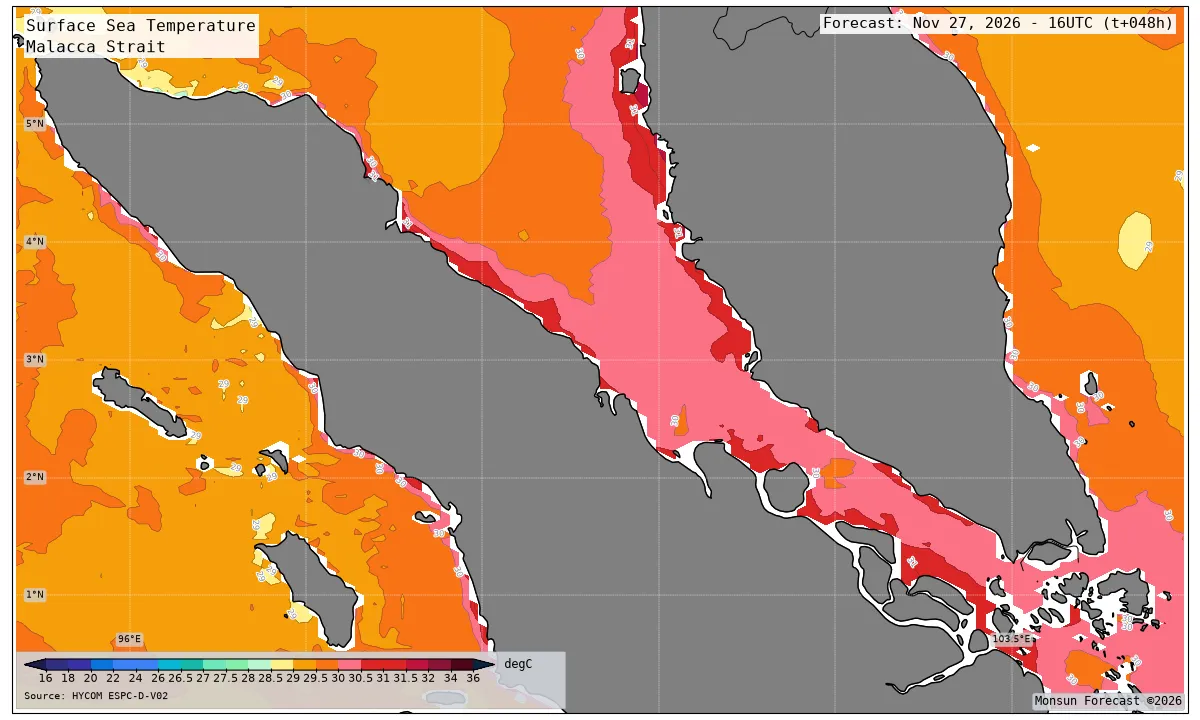 Surface Sea Temperature
Malacca Strait
Forecast: Nov 27, 2026 - 16UTC (t+048h)
5°N
4°N
3°N
2°N
1°N
96°E
103.5°E
degC
16 18 20 22 24 26 26.5 27 27.5 28 28.5 29 29.5 30 30.5 31 31.5 32 34 36
Source: HYCOM ESPC-D-V02
Monsun Forecast ©2026